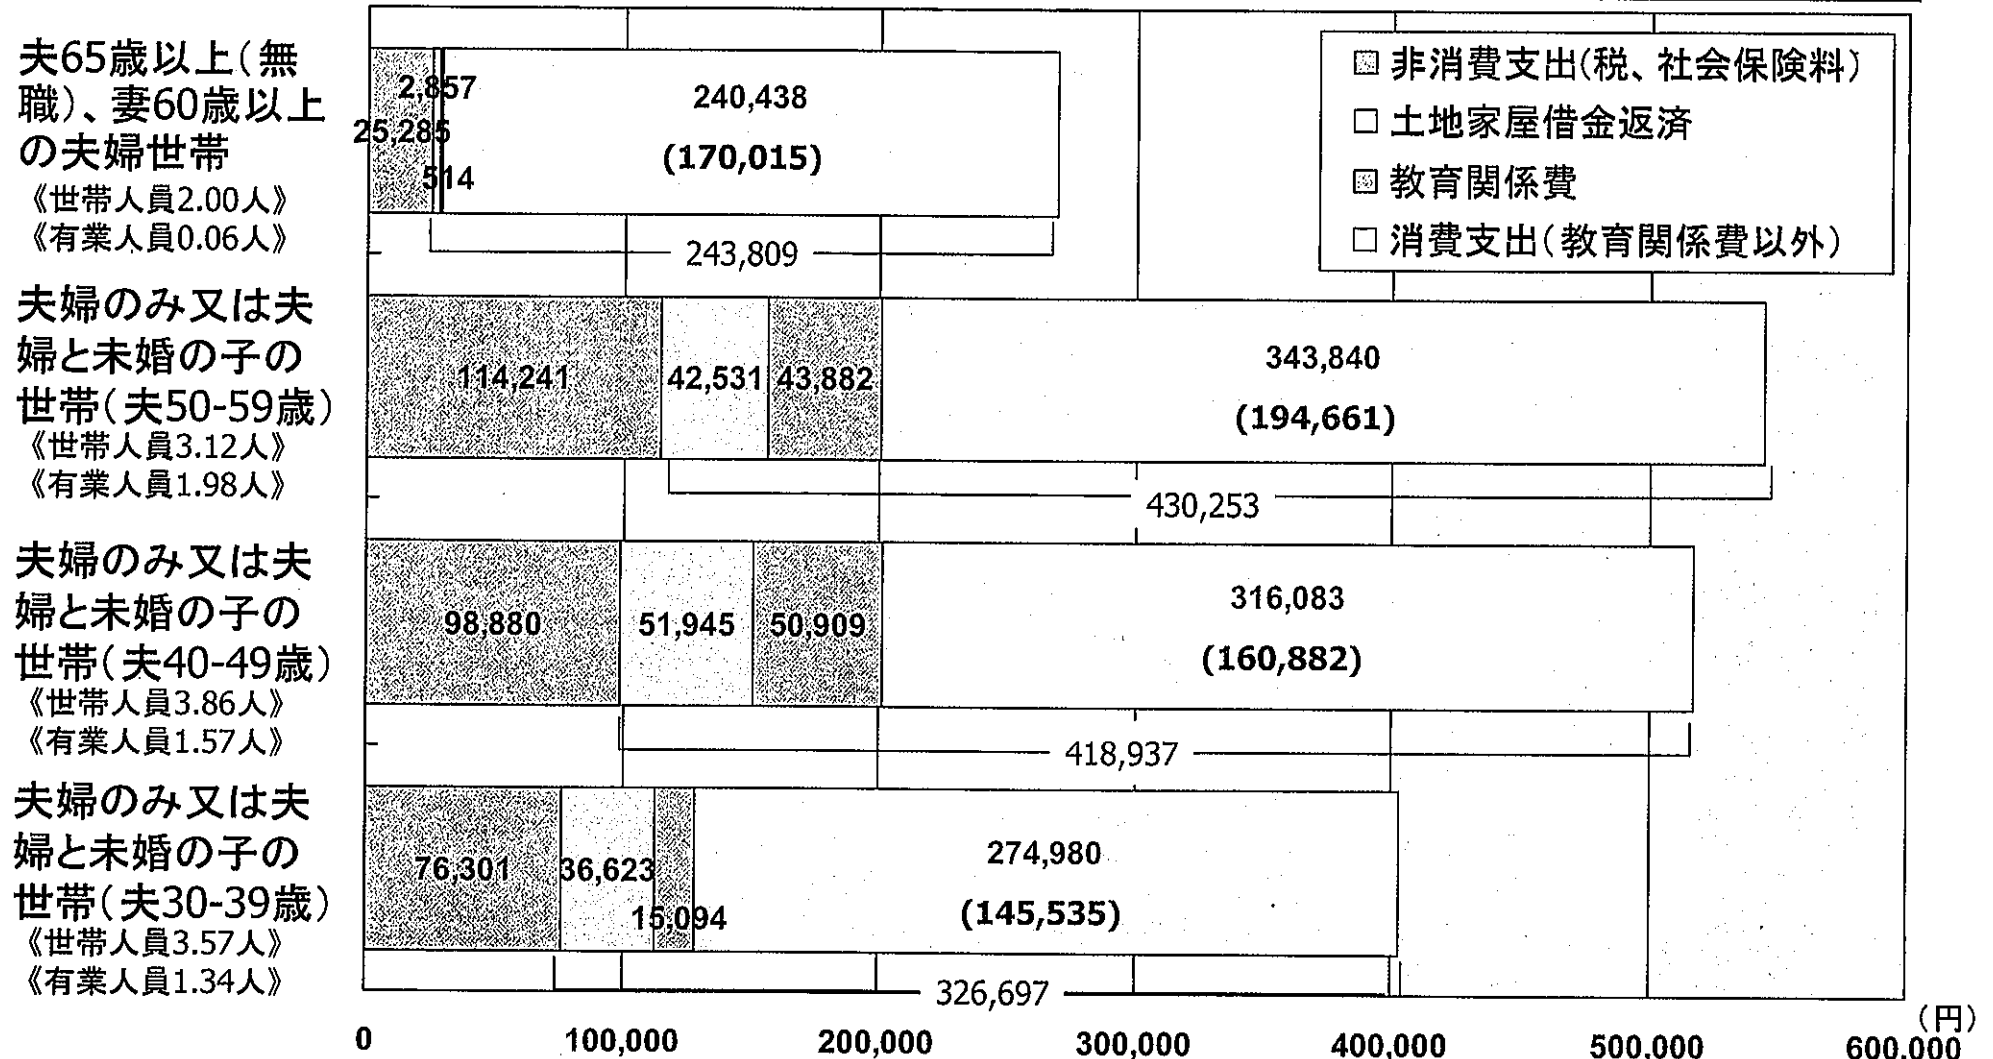 夫65歳以上（無
職）、妻60歳以上
の夫婦世帯
《世帯人員2.00人》
《有業人員0.06人》
2,857
25,285
514
240,438
(170,015)
243,809
非消費支出(税、社会保険料)
土地家屋借金返済
教育関係費
消費支出(教育関係費以外)
夫婦のみ又は夫
婦と未婚の子の
世帯（夫50-59歳）
《世帯人員3.12人》
《有業人員1.98人》
114,241
42,531
43,882
343,840
(194,661)
430,253
夫婦のみ又は夫
婦と未婚の子の
世帯（夫40-49歳）
《世帯人員3.86人》
《有業人員1.57人》
98,880
51,945
50,909
316,083
(160,882)
418,937
夫婦のみ又は夫
婦と未婚の子の
世帯（夫30-39歳）
《世帯人員3.57人》
《有業人員1.34人》
76,301
36,623
15,094
274,980
(145,535)
326,697
0
100,000
200,000
300,000
400,000
500,000
600,000
（円）